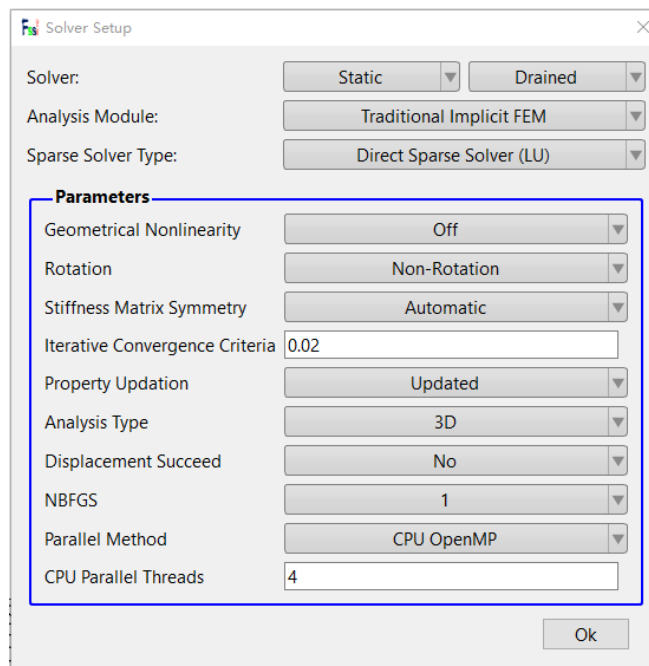 Fssi Solver Setup
Solver: Static Drained
Analysis Module: Traditional Implicit FEM
Sparse Solver Type: Direct Sparse Solver (LU)
Parameters
Geometrical Nonlinearity Off
Rotation Non-Rotation
Stiffness Matrix Symmetry Automatic
Iterative Convergence Criteria 0.02
Property Updation Updated
Analysis Type 3D
Displacement Succeed No
NBFGS 1
Parallel Method CPU OpenMP
CPU Parallel Threads 4
Ok